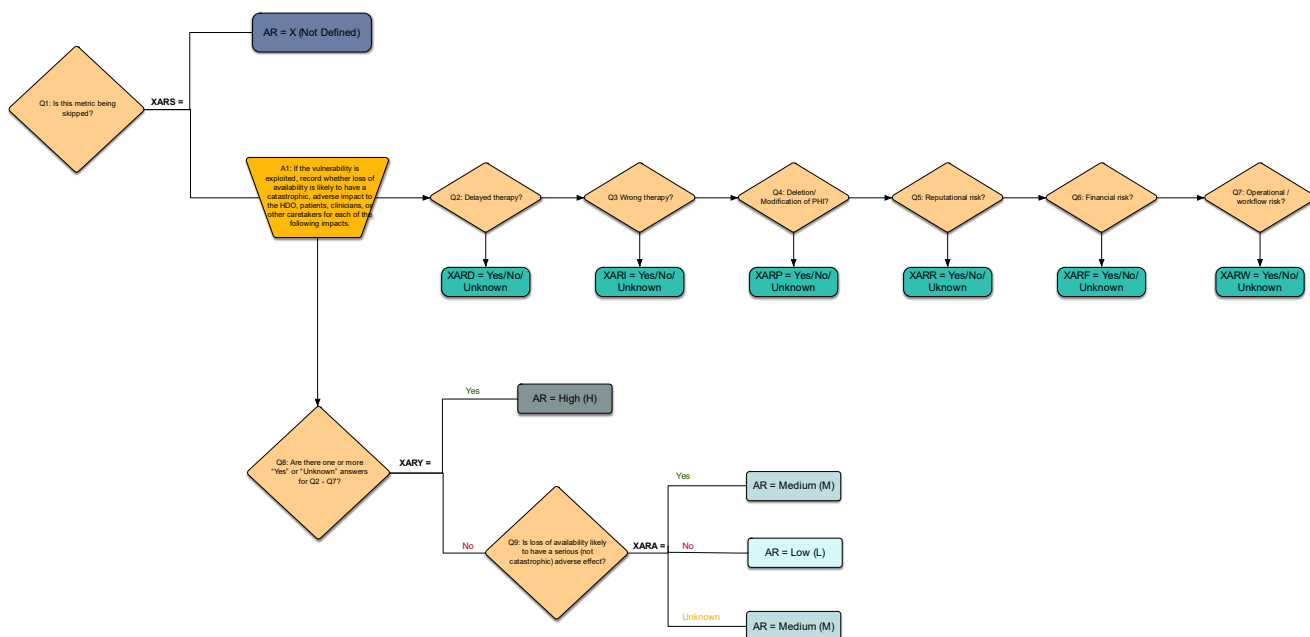 AR = X (Not Defined)
Q1: Is this metric being
skipped?
XARS =
A1: If the vulnerability is
exploited, record whether loss of
availability is likely to have a
catastrophic, adverse impact to
the HDO, patients, clinicians, or
other caretakers for each of the
following impacts.
Q2: Delayed therapy?
Q3 Wrong therapy?
Q4: Deletion/
Modification of PHI?
Q5: Reputational risk?
Q6: Financial risk?
Q7: Operational /
workflow risk?
XARD = Yes/No/
Unknown
XARI = Yes/No/
Unknown
XARP = Yes/No/
Unknown
XARR = Yes/No/
Uknown
XARF = Yes/No/
Unknown
XARW = Yes/No/
Unknown
Yes
AR = High (H)
Q8: Are there one or more
“Yes” or “Unknown” answers
for Q2 - Q7?
XARY =
Yes
AR = Medium (M)
No
Q9: Is loss of availability likely
to have a serious (not
catastrophic) adverse effect?
XARA =
No
AR = Low (L)
Unknown
AR = Medium (M)